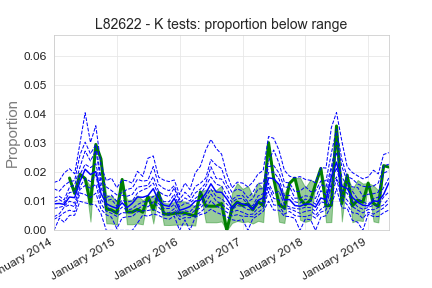 L82622 - K tests: proportion below range
Proportion
0.06
0.05
0.04
0.03
0.02
0.01
0.00
nuary 2014
January 2015
January 2016
January 2017
January 2018
January 2019